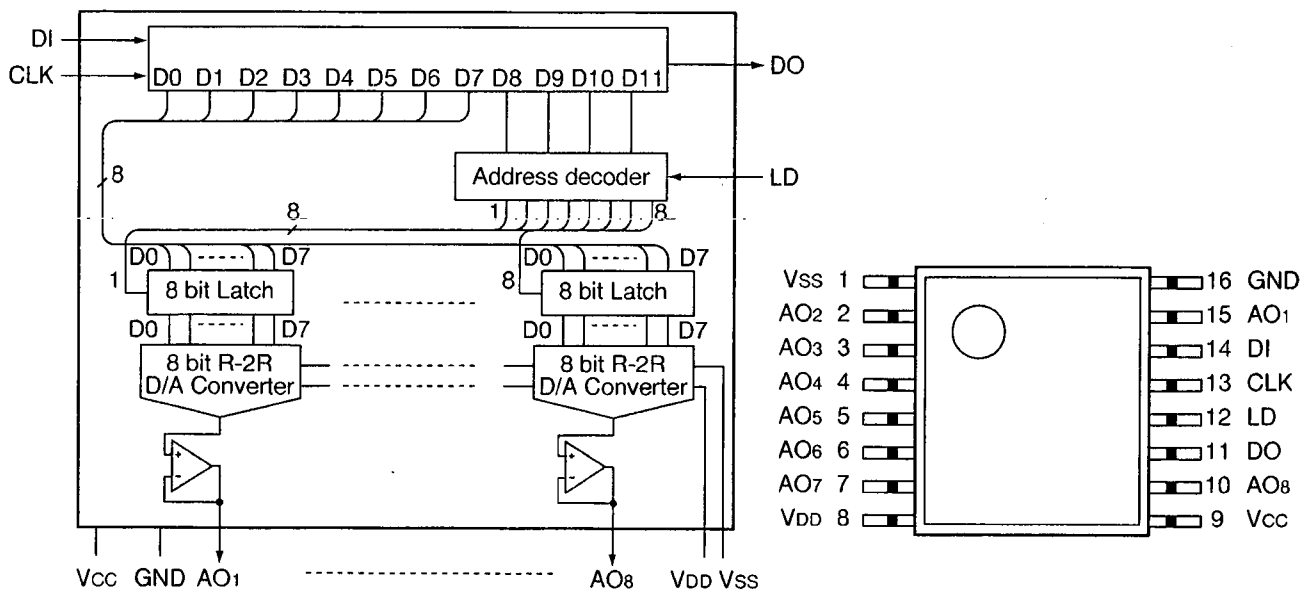 DI
CLK
D0 D1 D2 D3 D4 D5 D6 D7 D8 D9 D10 D11
DO
8
Address decoder
LD
1 8
8
D0 D7
D0 D7
1
8 bit Latch
8
8 bit Latch
D0 D7
D0 D7
8 bit R-2R
D/A Converter
8 bit R-2R
D/A Converter
+
-
+
-
VCC GND AO1 AO8 VDD VSS
VSS 1
AO2 2
AO3 3
AO4 4
AO5 5
AO6 6
AO7 7
VDD 8
16 GND
15 AO1
14 DI
13 CLK
12 LD
11 DO
10 AO8
9 VCC